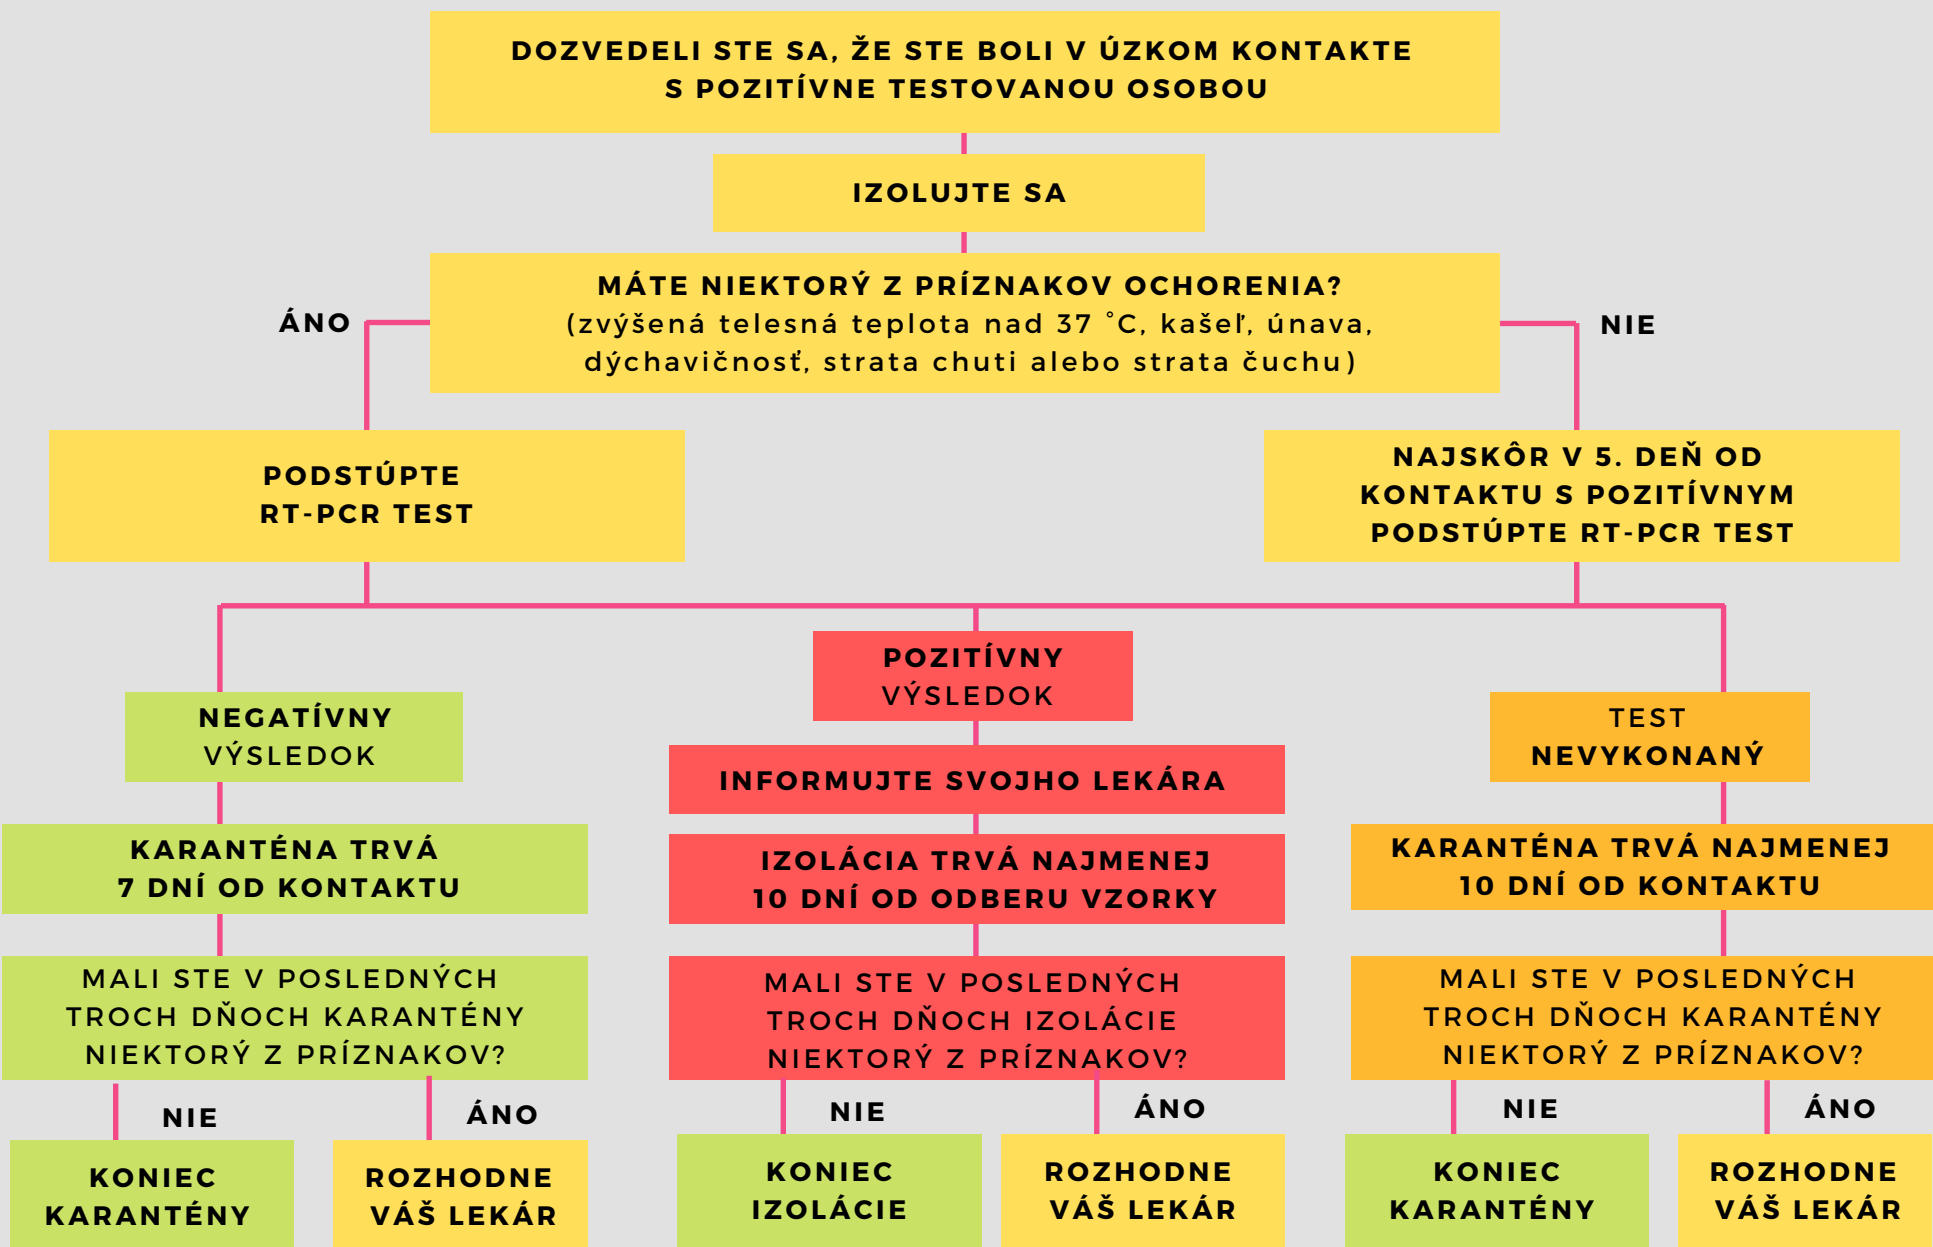 DOZVEDELI STE SA, ŽE STE BOLI V ÚZKOM KONTAKTE
S POZITÍVNE TESTOVANOU OSOBOU
IZOLUJTE SA
MÁTE NIEKTORÝ Z PRÍZNAKOV OCHORENIA?
(zvýšená telesná teplota nad 37 °C, kašeľ, únava,
dýchavičnosť, strata chuti alebo strata čuchu)
ÁNO
NIE
PODSTÚPTE
RT-PCR TEST
NAJSKÔR V 5. DEŇ OD
KONTAKTU S POZITÍVNYM
PODSTÚPTE RT-PCR TEST
NEGATÍVNY
VÝSLEDOK
KARANTÉNA TRVÁ
7 DNÍ OD KONTAKTU
MALI STE V POSLEDNÝCH
TROCH DŇOCH KARANTÉNY
NIEKTORÝ Z PRÍZNAKOV?
NIE
ÁNO
KONIEC
KARANTÉNY
ROZHODNE
VÁŠ LEKÁR
POZITÍVNY
VÝSLEDOK
INFORMUJTE SVOJHO LEKÁRA
IZOLÁCIA TRVÁ NAJMENEJ
10 DNÍ OD ODBERU VZORKY
MALI STE V POSLEDNÝCH
TROCH DŇOCH IZOLÁCIE
NIEKTORÝ Z PRÍZNAKOV?
NIE
ÁNO
KONIEC
IZOLÁCIE
ROZHODNE
VÁŠ LEKÁR
TEST
NEVYKONANÝ
KARANTÉNA TRVÁ NAJMENEJ
10 DNÍ OD KONTAKTU
MALI STE V POSLEDNÝCH
TROCH DŇOCH KARANTÉNY
NIEKTORÝ Z PRÍZNAKOV?
NIE
ÁNO
KONIEC
KARANTÉNY
ROZHODNE
VÁŠ LEKÁR